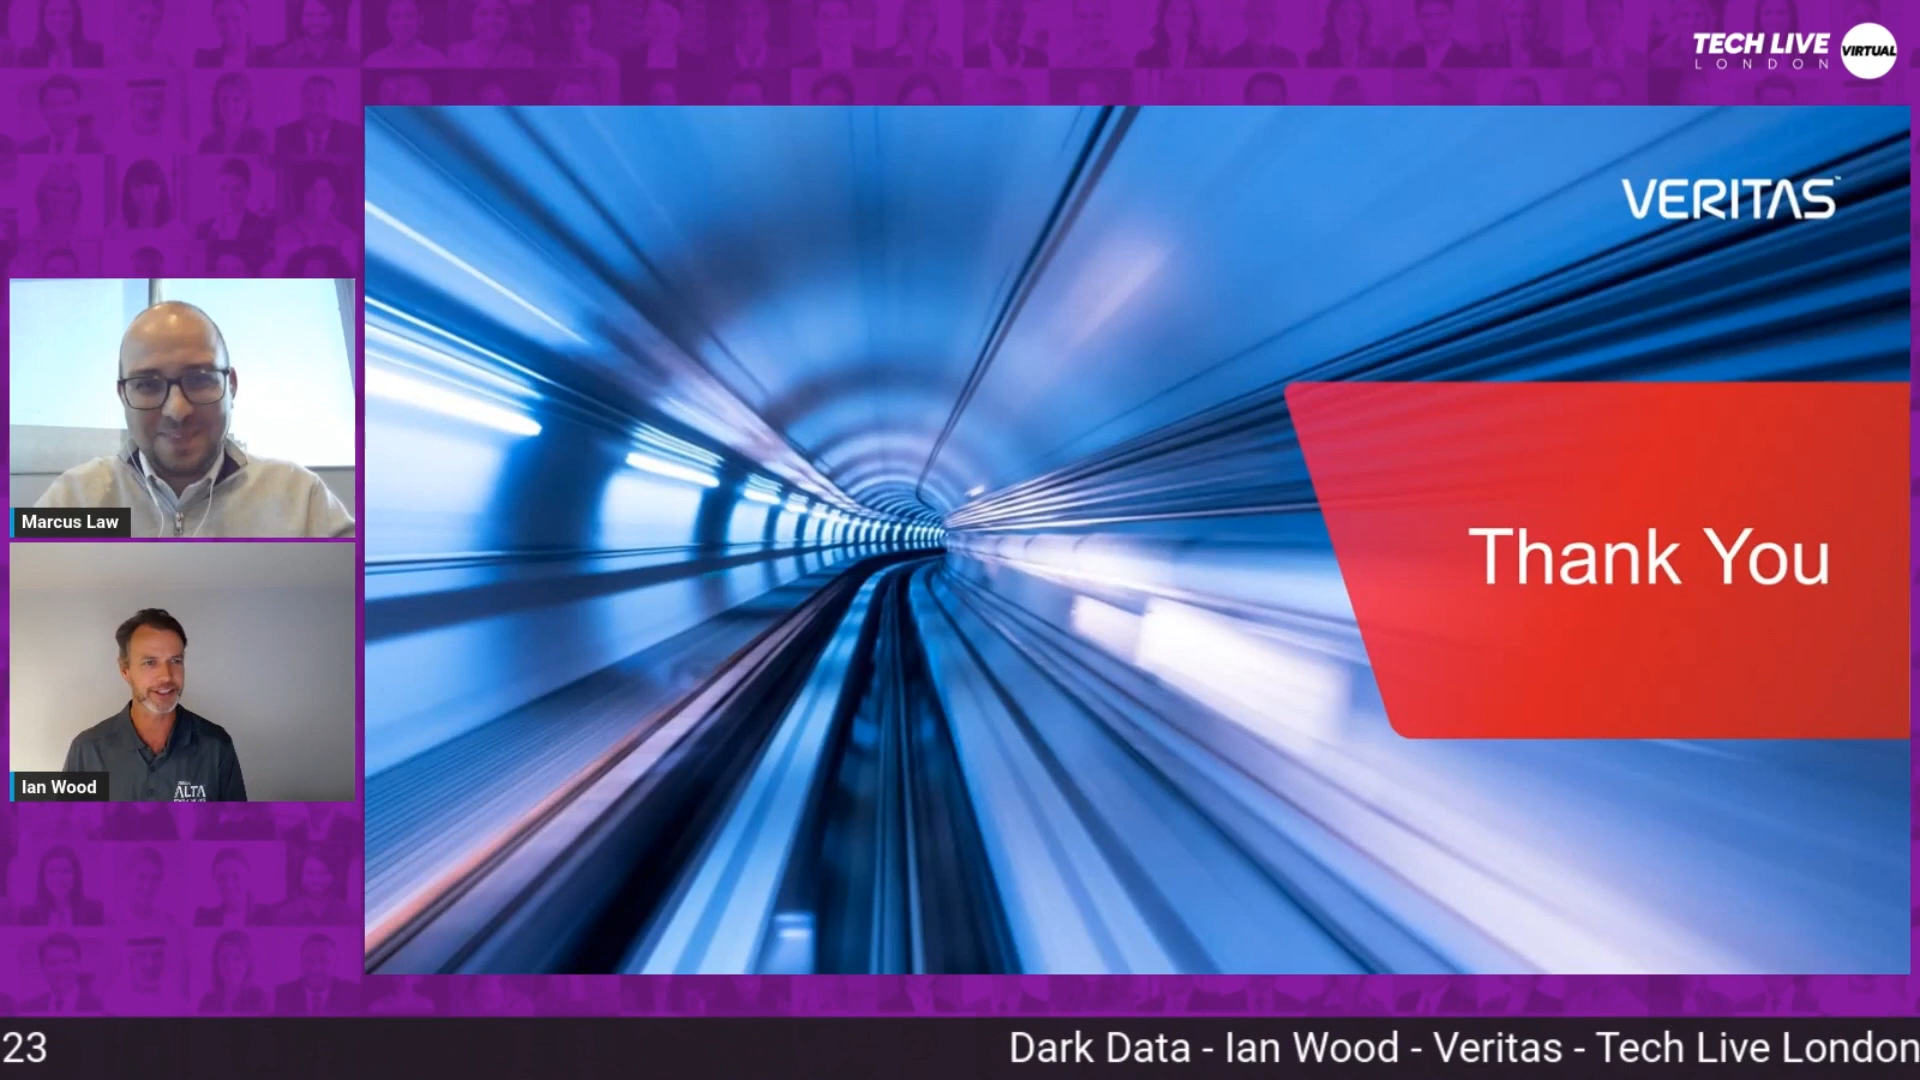 TECH LIVE
LONDON
VIRTUAL
VERITAS
Thank You
Marcus Law
Ian Wood
ALTA
23
Dark Data - Ian Wood - Veritas - Tech Live London